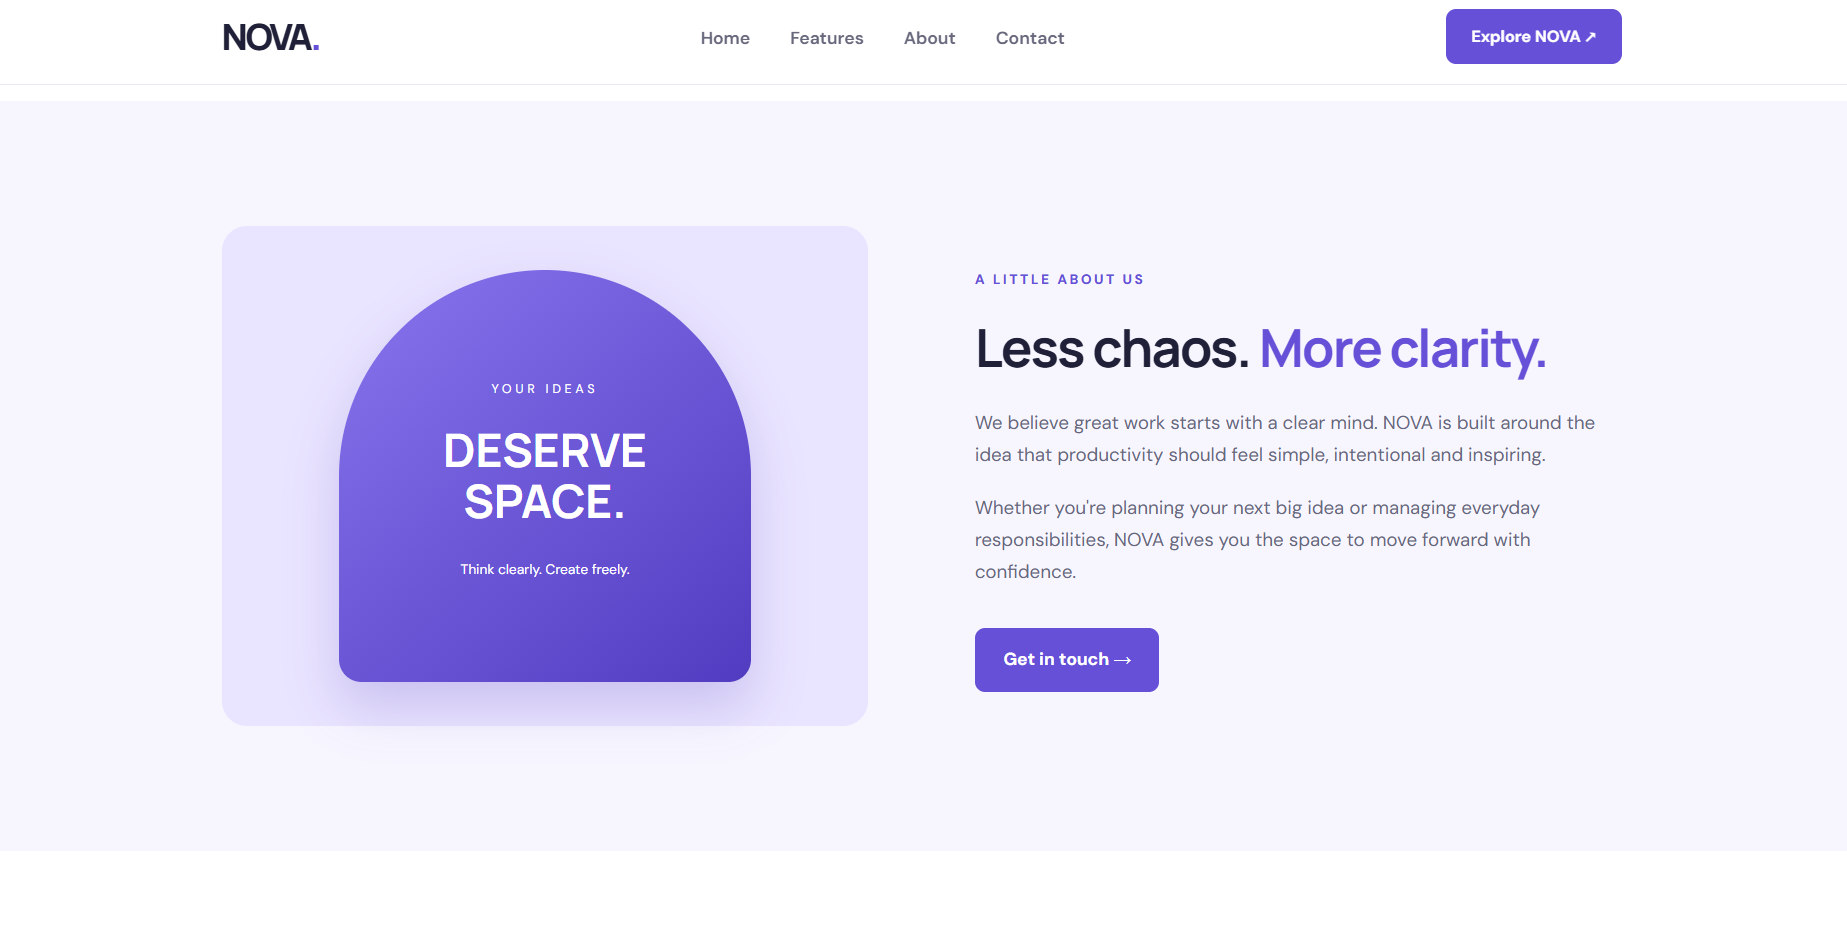 NOVA.
Home
Features
About
Contact
Explore NOVA ↗
YOUR IDEAS
DESERVE
SPACE.
Think clearly. Create freely.
A LITTLE ABOUT US
Less chaos. More clarity.
We believe great work starts with a clear mind. NOVA is built around the
idea that productivity should feel simple, intentional and inspiring.
Whether you're planning your next big idea or managing everyday
responsibilities, NOVA gives you the space to move forward with
confidence.
Get in touch →